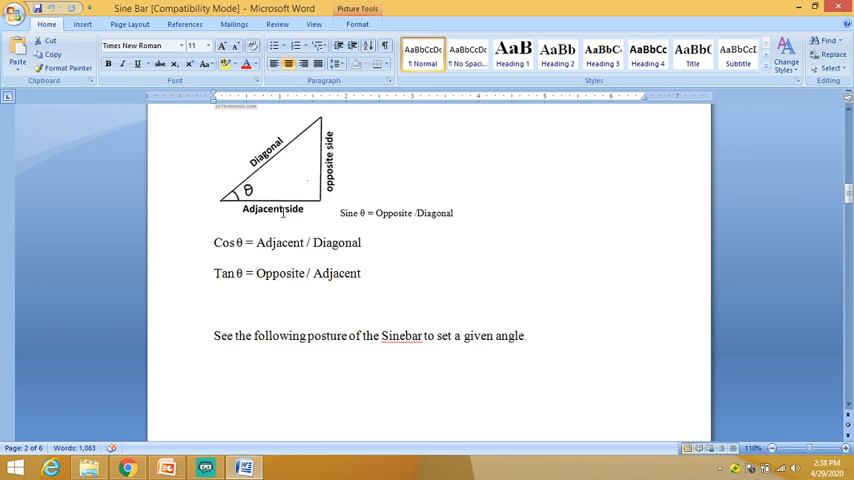 Sine Bar [Compatibility Mode] - Microsoft Word
Picture Tools
Home Insert Page Layout References Mailings Review View Format
Paste
Cut
Copy
Format Painter
Clipboard
Times New Roman 11
Font
Paragraph
AaBbCcDc AaBbCcDc AaB AaBb AaBbC AaBbCc AaBb( AaBbCcI
¶ Normal ¶ No Spaci... Heading 1 Heading 2 Heading 3 Heading 4 Title Subtitle
Change Styles
Styles
Find
Replace
Select
Editing
EXTRUDESIGN.COM
Diagonal
opposite side
θ
Adjacent side
Sine θ = Opposite /Diagonal
Cos θ = Adjacent / Diagonal
Tan θ = Opposite / Adjacent
See the following posture of the Sinebar to set a given angle.
Page: 2 of 6 Words: 1,063 110%
2:38 PM
4/29/2020